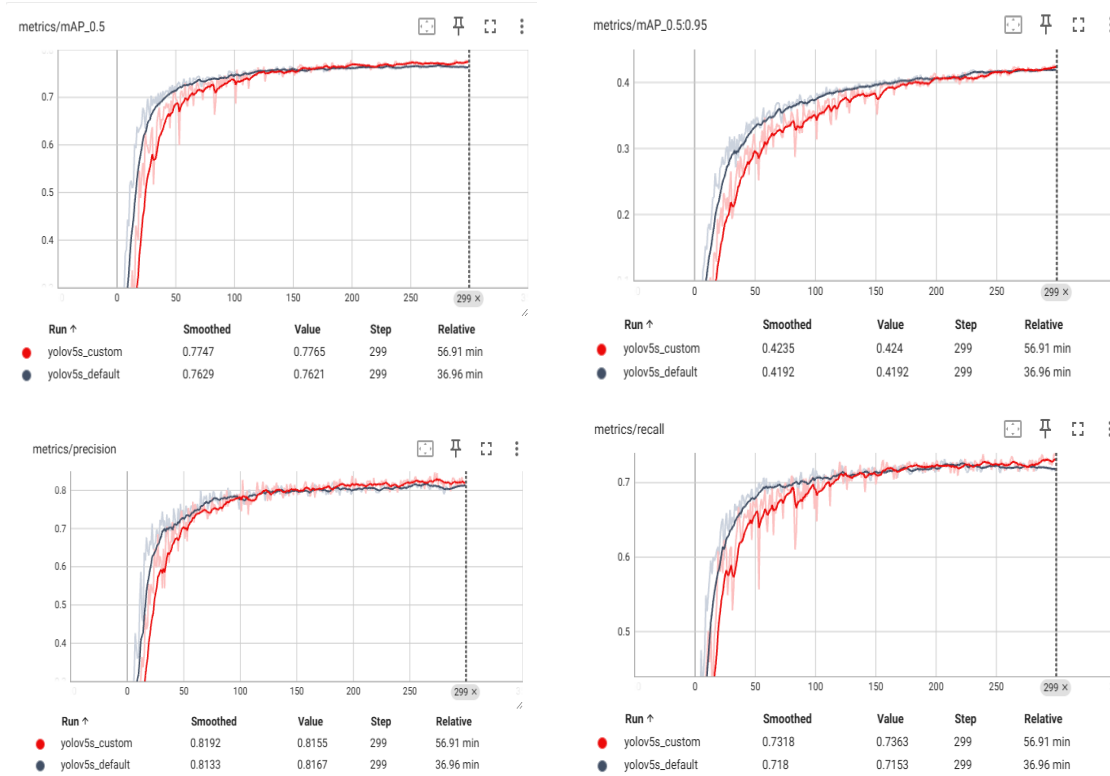 metrics/mAP_0.5
0.7
0.6
0.5
0.4
0 50 100 150 200 250 299 ×
Run ↑ Smoothed Value Step Relative
yolov5s_custom 0.7747 0.7765 299 56.91 min
yolov5s_default 0.7629 0.7621 299 36.96 min
metrics/mAP_0.5:0.95
0.4
0.3
0.2
0 50 100 150 200 250 299 ×
Run ↑ Smoothed Value Step Relative
yolov5s_custom 0.4235 0.424 299 56.91 min
yolov5s_default 0.4192 0.4192 299 36.96 min
metrics/precision
0.8
0.7
0.6
0.5
0.4
0 50 100 150 200 250 299 ×
Run ↑ Smoothed Value Step Relative
yolov5s_custom 0.8192 0.8155 299 56.91 min
yolov5s_default 0.8133 0.8167 299 36.96 min
metrics/recall
0.7
0.6
0.5
0 50 100 150 200 250 299 ×
Run ↑ Smoothed Value Step Relative
yolov5s_custom 0.7318 0.7363 299 56.91 min
yolov5s_default 0.718 0.7153 299 36.96 min